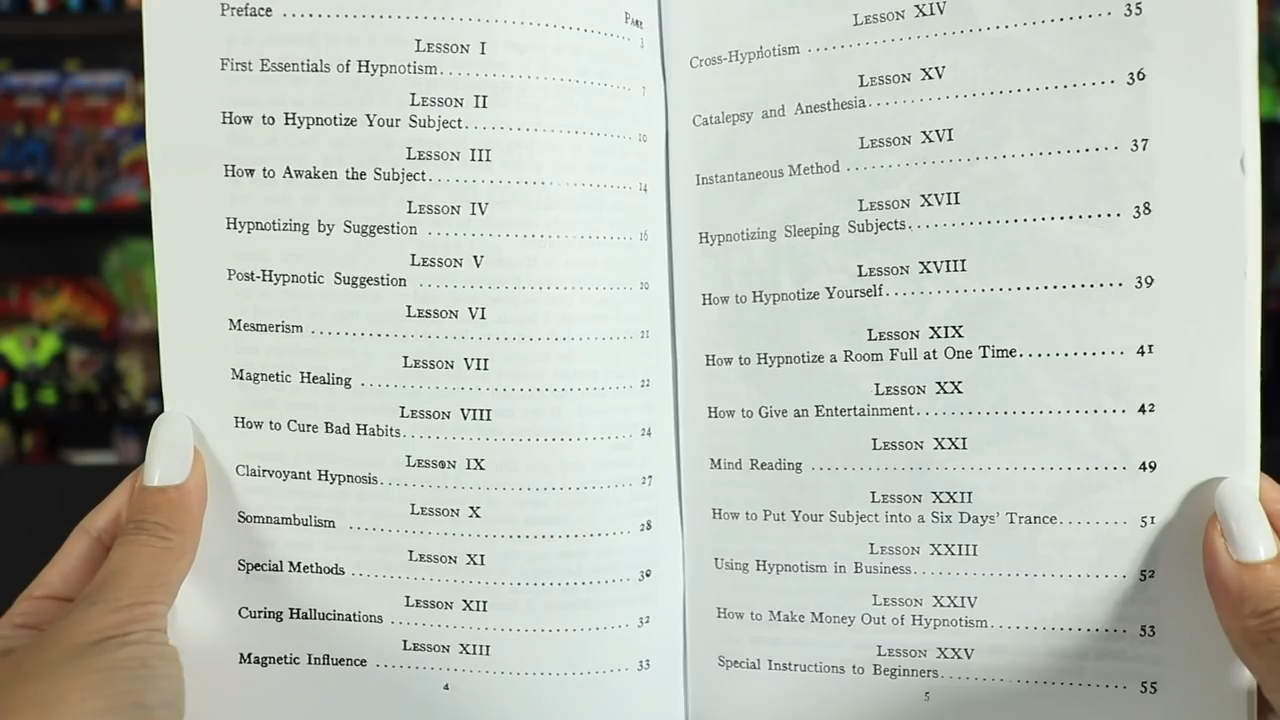 Page
Preface ........................................ 3
Lesson I
First Essentials of Hypnotism........................ 7
Lesson II
How to Hypnotize Your Subject..................... 10
Lesson III
How to Awaken the Subject......................... 14
Lesson IV
Hypnotizing by Suggestion ......................... 16
Lesson V
Post-Hypnotic Suggestion .......................... 20
Lesson VI
Mesmerism ...................................... 21
Lesson VII
Magnetic Healing ................................ 22
Lesson VIII
How to Cure Bad Habits........................... 24
Lesson IX
Clairvoyant Hypnosis.............................. 27
Lesson X
Somnambulism .................................. 28
Lesson XI
Special Methods ................................. 30
Lesson XII
Curing Hallucinations ............................. 32
Lesson XIII
Magnetic Influence ............................... 33
4
Lesson XIV
Cross-Hypnotism ................................. 35
Lesson XV
Catalepsy and Anesthesia........................... 36
Lesson XVI
Instantaneous Method ............................. 37
Lesson XVII
Hypnotizing Sleeping Subjects....................... 38
Lesson XVIII
How to Hypnotize Yourself......................... 39
Lesson XIX
How to Hypnotize a Room Full at One Time............ 41
Lesson XX
How to Give an Entertainment....................... 42
Lesson XXI
Mind Reading ................................... 49
Lesson XXII
How to Put Your Subject into a Six Days' Trance........ 51
Lesson XXIII
Using Hypnotism in Business........................ 52
Lesson XXIV
How to Make Money Out of Hypnotism................ 53
Lesson XXV
Special Instructions to Beginners..................... 55
5